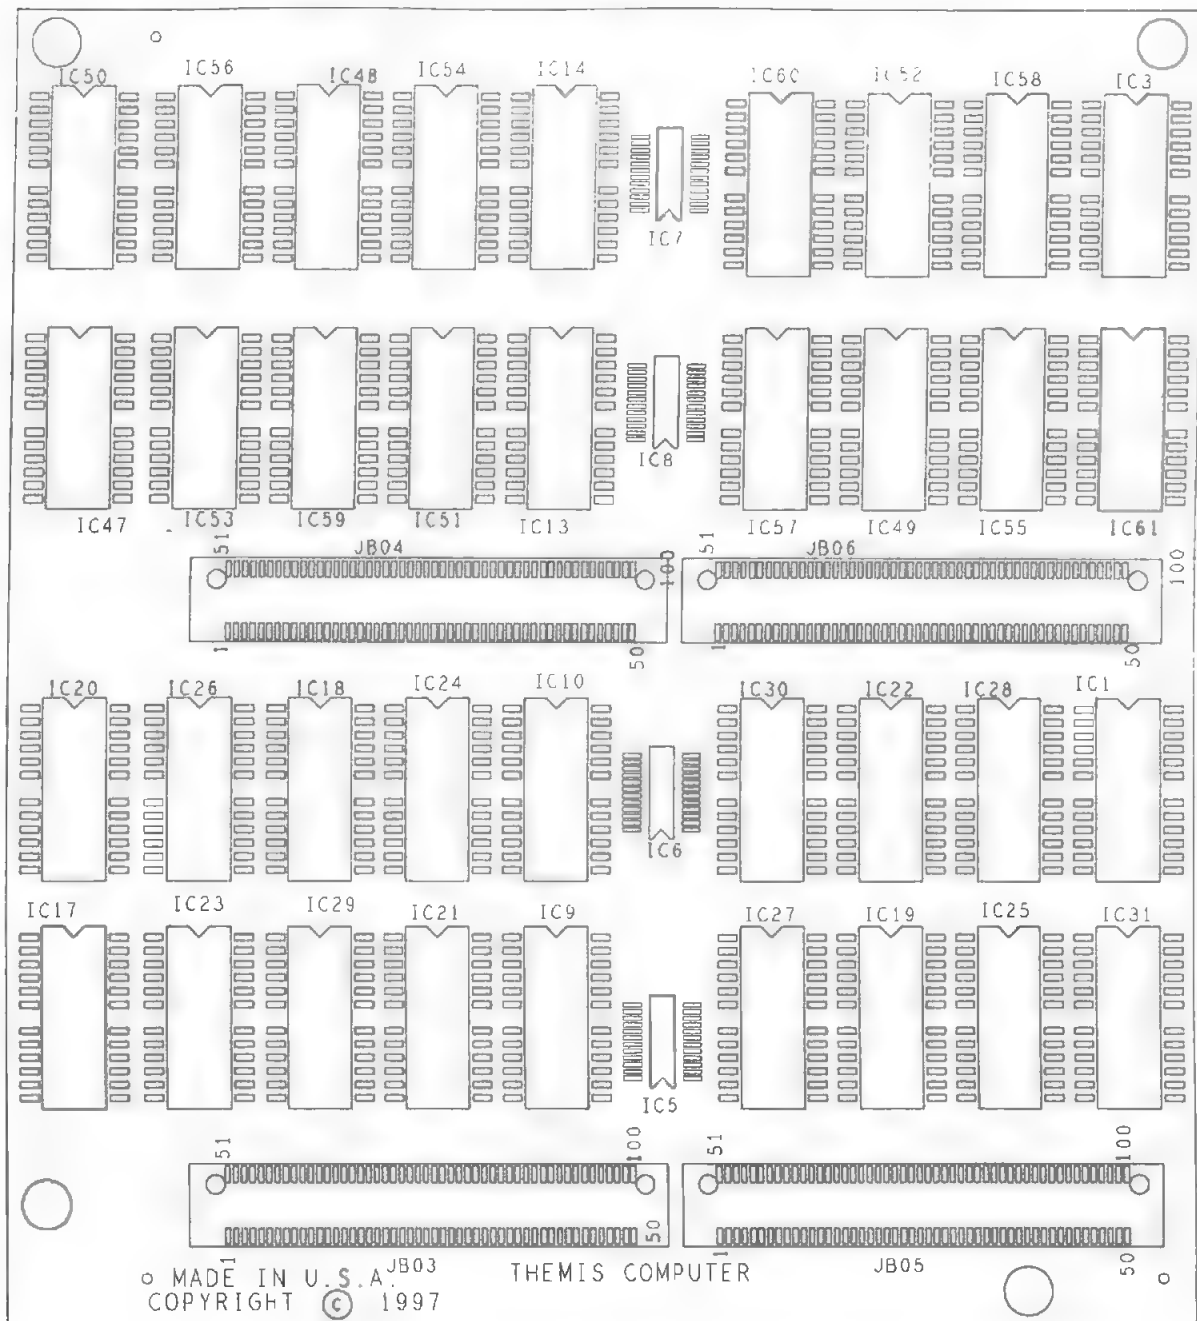 IC50 IC56 IC48 IC54 IC14 IC60 IC52 IC58 IC3
IC7
IC8
IC47 IC53 IC59 IC51 IC13 IC57 IC49 IC55 IC61
51 JB04 100 51 JB06 100
1 50 1 50
IC20 IC26 IC18 IC24 IC10 IC30 IC22 IC28 IC1
IC6
IC17 IC23 IC29 IC21 IC9 IC27 IC19 IC25 IC31
IC5
51 100 51 100
1 JB03 50 1 JB05 50
THEMIS COMPUTER
MADE IN U.S.A.
COPYRIGHT © 1997